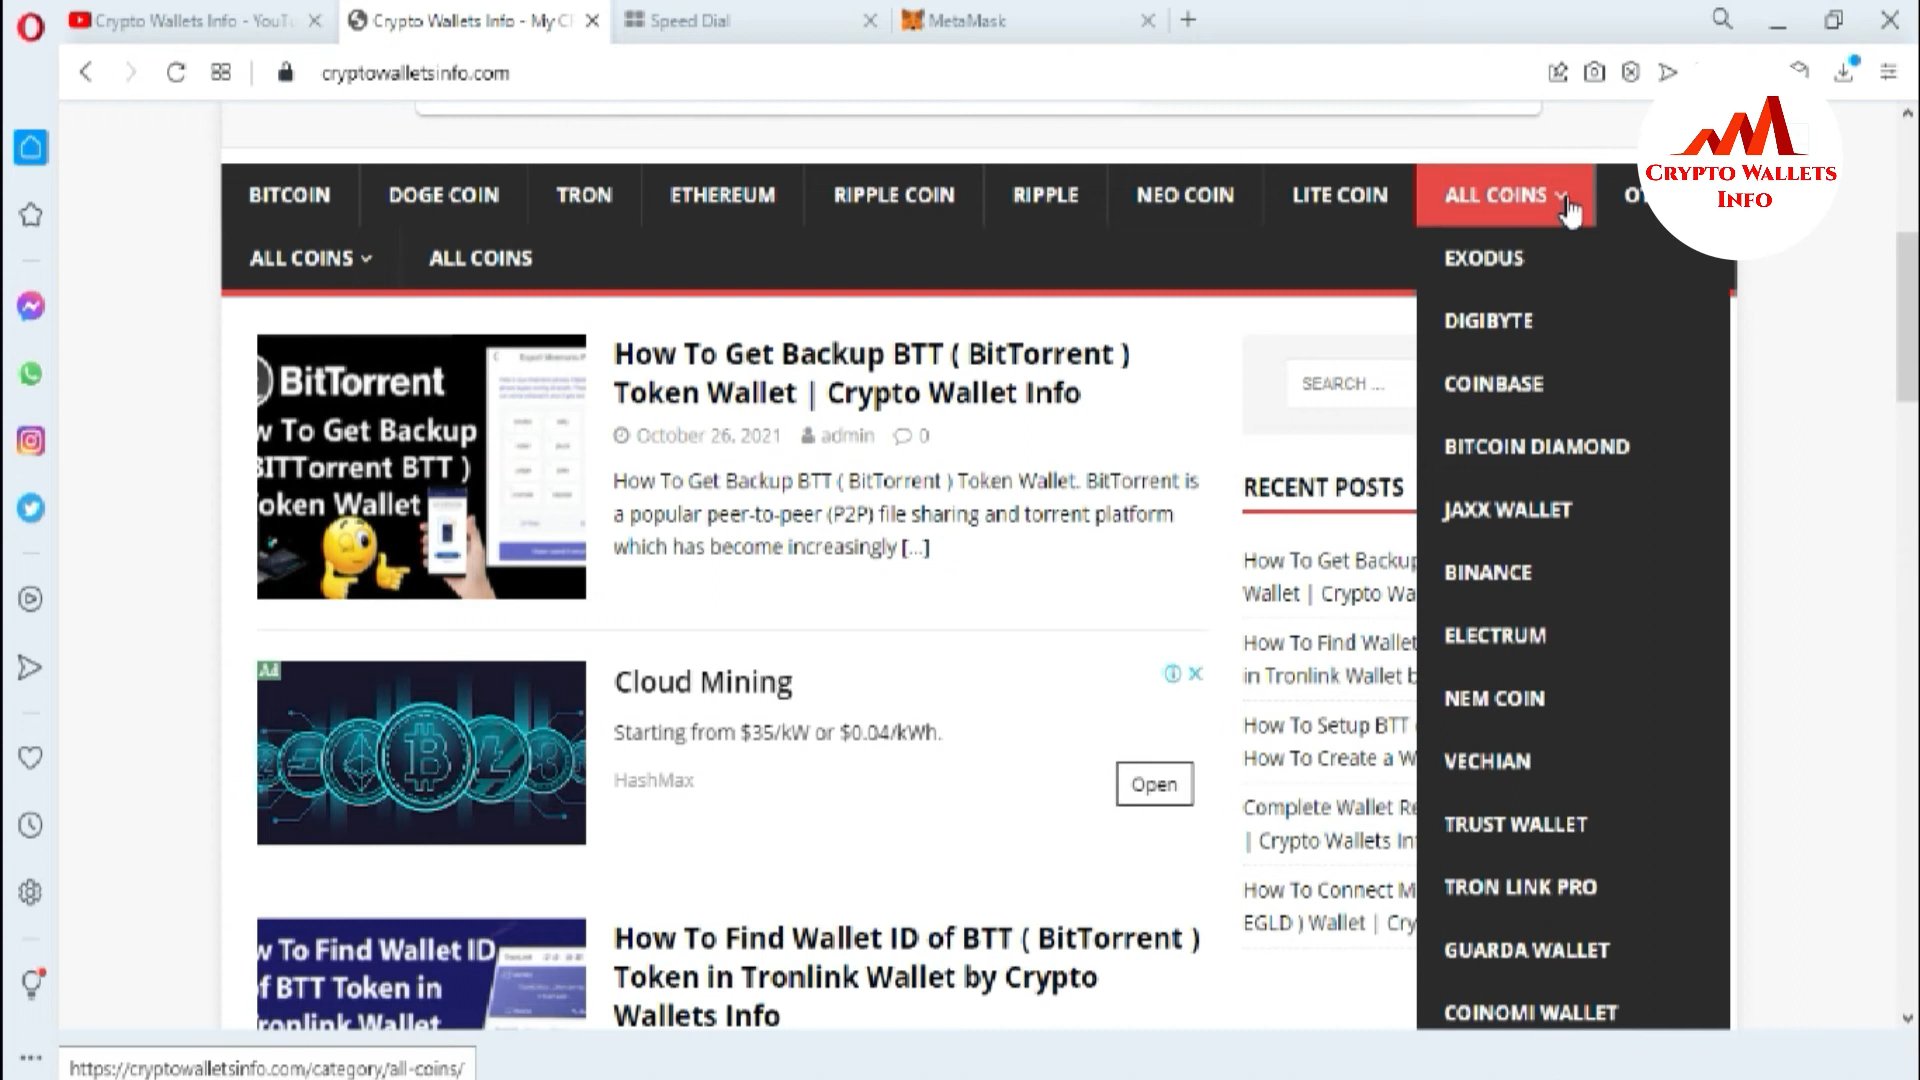 Crypto Wallets Info - YouTu
Crypto Wallets Info - My C
Speed Dial
MetaMask
cryptowalletsinfo.com
CRYPTO WALLETS
INFO
BITCOIN
DOGE COIN
TRON
ETHEREUM
RIPPLE COIN
RIPPLE
NEO COIN
LITE COIN
ALL COINS
ALL COINS
ALL COINS
EXODUS
DIGIBYTE
COINBASE
BITCOIN DIAMOND
JAXX WALLET
BINANCE
ELECTRUM
NEM COIN
VECHIAN
TRUST WALLET
TRON LINK PRO
GUARDA WALLET
COINOMI WALLET
BitTorrent
w To Get Backup
BITTorrent BTT )
oken Wallet
How To Get Backup BTT ( BitTorrent )
Token Wallet | Crypto Wallet Info
October 26, 2021 admin 0
How To Get Backup BTT ( BitTorrent ) Token Wallet. BitTorrent is
a popular peer-to-peer (P2P) file sharing and torrent platform
which has become increasingly [...]
Ad
Cloud Mining
Starting from $35/kW or $0.04/kWh.
HashMax
Open
w To Find Wallet ID
f BTT Token in
ronlink Wallet
How To Find Wallet ID of BTT ( BitTorrent )
Token in Tronlink Wallet by Crypto
Wallets Info
SEARCH ...
RECENT POSTS
How To Get Backup
Wallet | Crypto Wa
How To Find Wallet
in Tronlink Wallet b
How To Setup BTT
How To Create a W
Complete Wallet Re
| Crypto Wallets In
How To Connect M
EGLD ) Wallet | Cry
https://cryptowalletsinfo.com/category/all-coins/